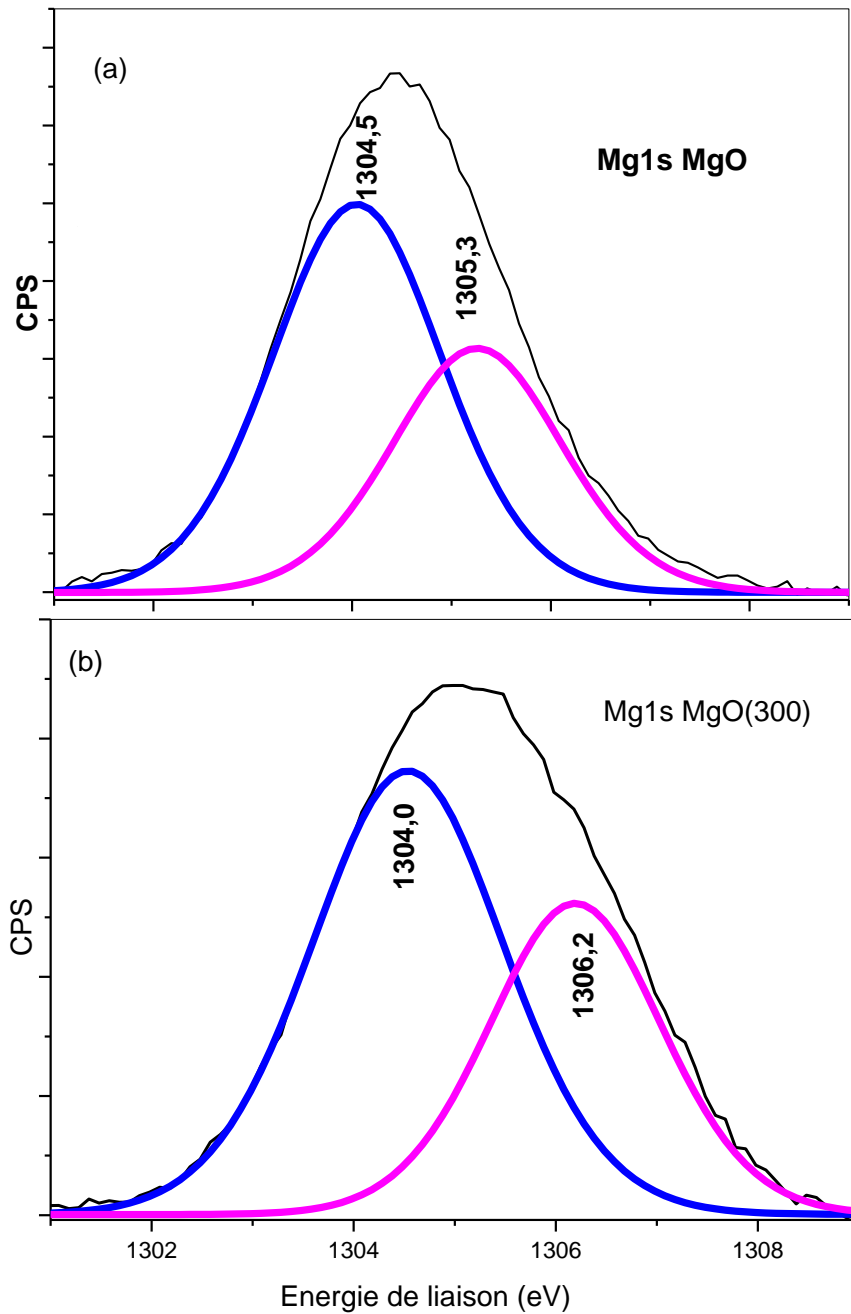 (a)
1304,5
Mg1s MgO
1305,3
CPS
(b)
Mg1s MgO(300)
1304,0
1306,2
CPS
1302 1304 1306 1308
Energie de liaison (eV)